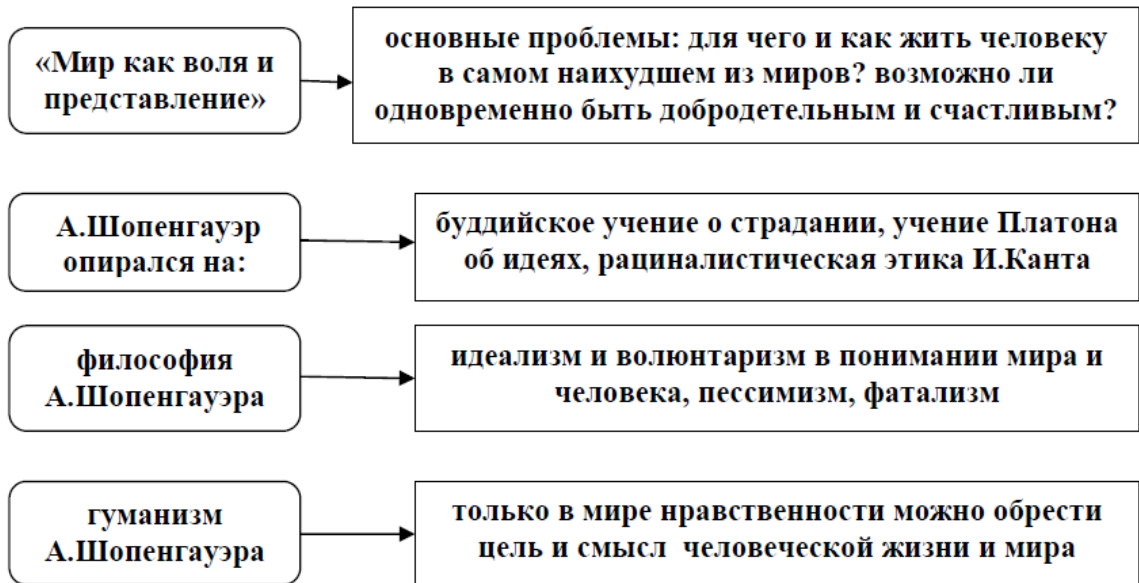 «Мир как воля и
представление»
основные проблемы: для чего и как жить человеку
в самом наихудшем из миров? возможно ли
одновременно быть добродетельным и счастливым?
А.Шопенгауэр
опирался на:
буддийское учение о страдании, учение Платона
об идеях, рациналистическая этика И.Канта
философия
А.Шопенгауэра
идеализм и волюнтаризм в понимании мира и
человека, пессимизм, фатализм
гуманизм
А.Шопенгауэра
только в мире нравственности можно обрести
цель и смысл человеческой жизни и мира